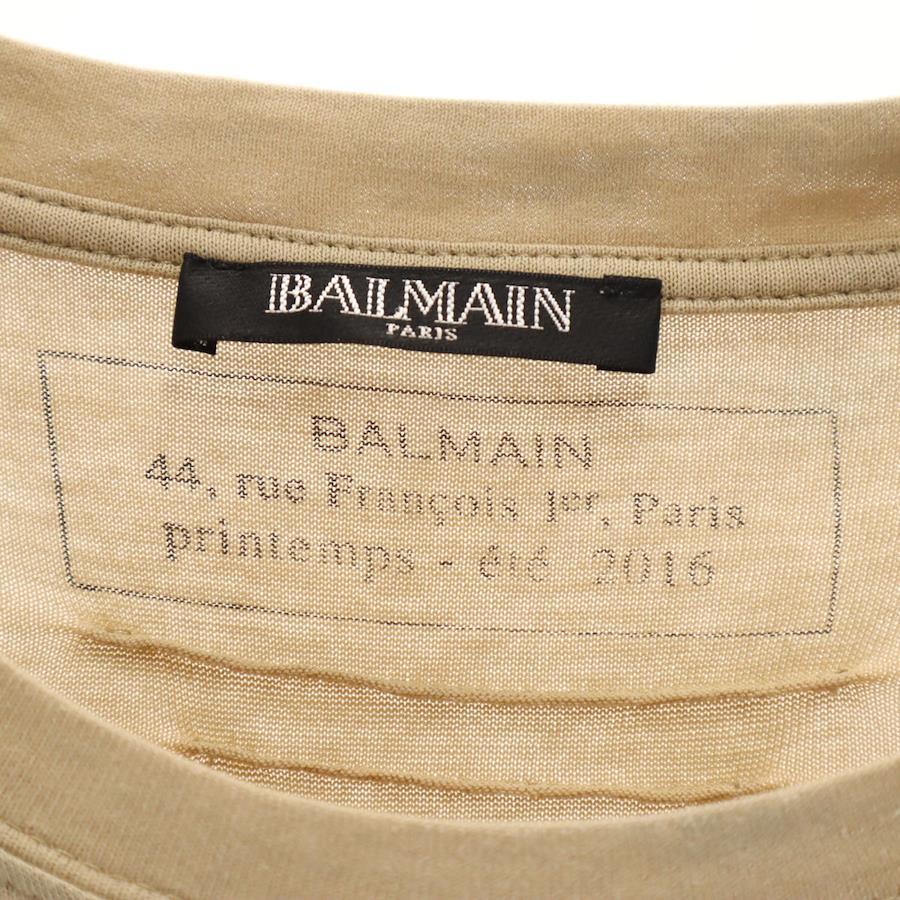 BALMAIN
PARIS
BALMAIN
44, rue François 1er, Paris
printemps - été 2016